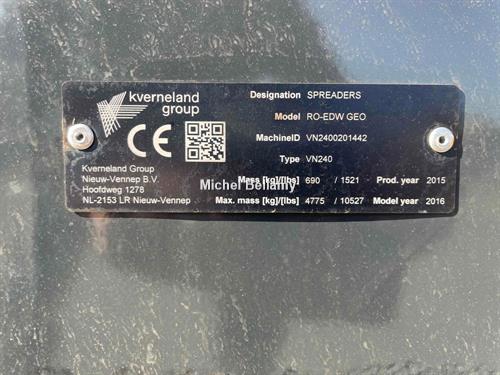 kverneland
group
CE
Kverneland Group
Nieuw-Vennep B.V.
Hoofdweg 1278
NL-2153 LR Nieuw-Vennep
Designation SPREADERS
Model RO-EDW GEO
MachineID VN2400201442
Type VN240
Mass [kg]/[lbs] 690 / 1521 Prod. year 2015
Max. mass [kg]/[lbs] 4775 / 10527 Model year 2016
Michel Bellamy